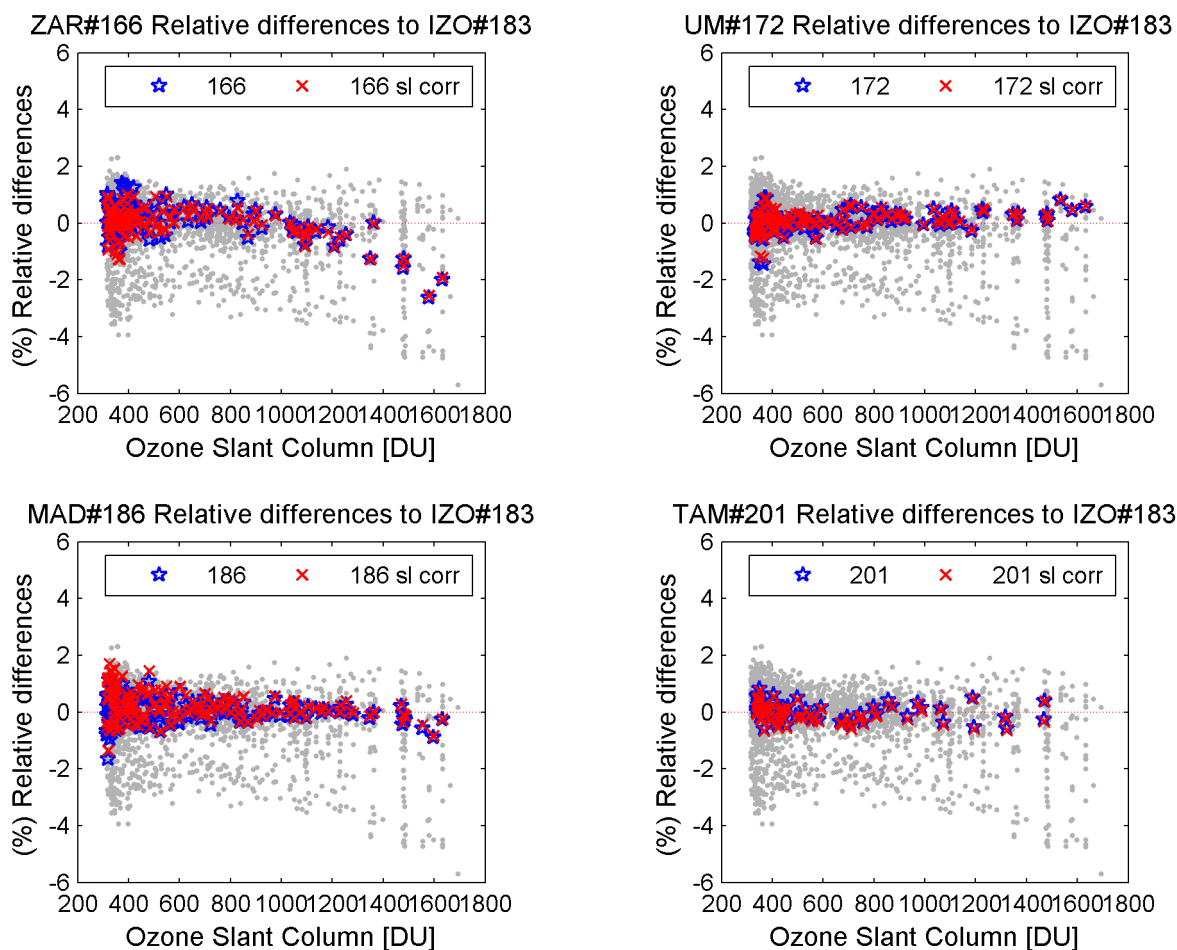 ZAR#166 Relative differences to IZO#183
6
4
2
0
-2
-4
-6
(%) Relative differences
166
166 sl corr
200 400 600 800 1000 1200 1400 1600 1800
Ozone Slant Column [DU]
UM#172 Relative differences to IZO#183
6
4
2
0
-2
-4
-6
(%) Relative differences
172
172 sl corr
200 400 600 800 1000 1200 1400 1600 1800
Ozone Slant Column [DU]
MAD#186 Relative differences to IZO#183
6
4
2
0
-2
-4
-6
(%) Relative differences
186
186 sl corr
200 400 600 800 1000 1200 1400 1600 1800
Ozone Slant Column [DU]
TAM#201 Relative differences to IZO#183
6
4
2
0
-2
-4
-6
(%) Relative differences
201
201 sl corr
200 400 600 800 1000 1200 1400 1600 1800
Ozone Slant Column [DU]